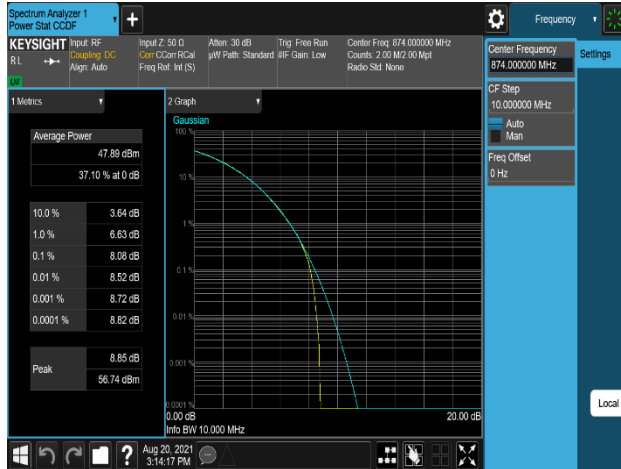 Spectrum Analyzer 1
Power Stat CCDF
Frequency
KEYSIGHT
Input: RF
Input Z: 50 Ω
Atten: 30 dB
Trig: Free Run
Center Freq: 874.000000 MHz
RL
Coupling: DC
Corr CCorr RCal
µW Path: Standard
#IF Gain: Low
Counts: 2.00 M/2.00 Mpt
Align: Auto
Freq Ref: Int (S)
Radio Std: None
Center Frequency
874.000000 MHz
Settings
CF Step
10.000000 MHz
Auto
Man
Freq Offset
0 Hz
1 Metrics
Average Power
47.89 dBm
37.10 % at 0 dB
10.0 % 3.64 dB
1.0 % 6.63 dB
0.1 % 8.08 dB
0.01 % 8.52 dB
0.001 % 8.72 dB
0.0001 % 8.82 dB
Peak
8.85 dB
56.74 dBm
2 Graph
Gaussian
100 %
10 %
1 %
0.1 %
0.01 %
0.001 %
0.0001 %
0.00 dB
20.00 dB
Info BW 10.000 MHz
Local
?
Aug 20, 2021
3:14:17 PM